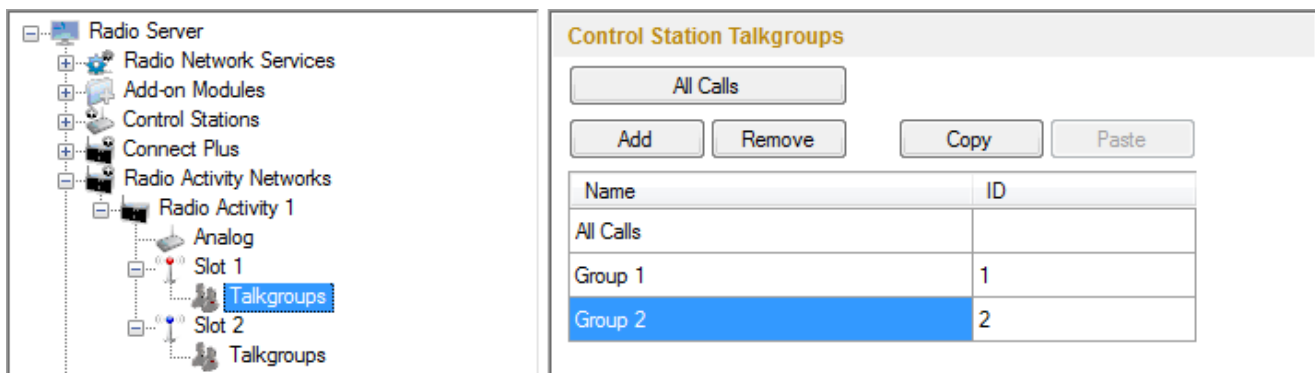 Radio Server
Radio Network Services
Add-on Modules
Control Stations
Connect Plus
Radio Activity Networks
Radio Activity 1
Analog
Slot 1
Talkgroups
Slot 2
Talkgroups
Control Station Talkgroups
All Calls
Add Remove Copy Paste
Name ID
All Calls
Group 1 1
Group 2 2